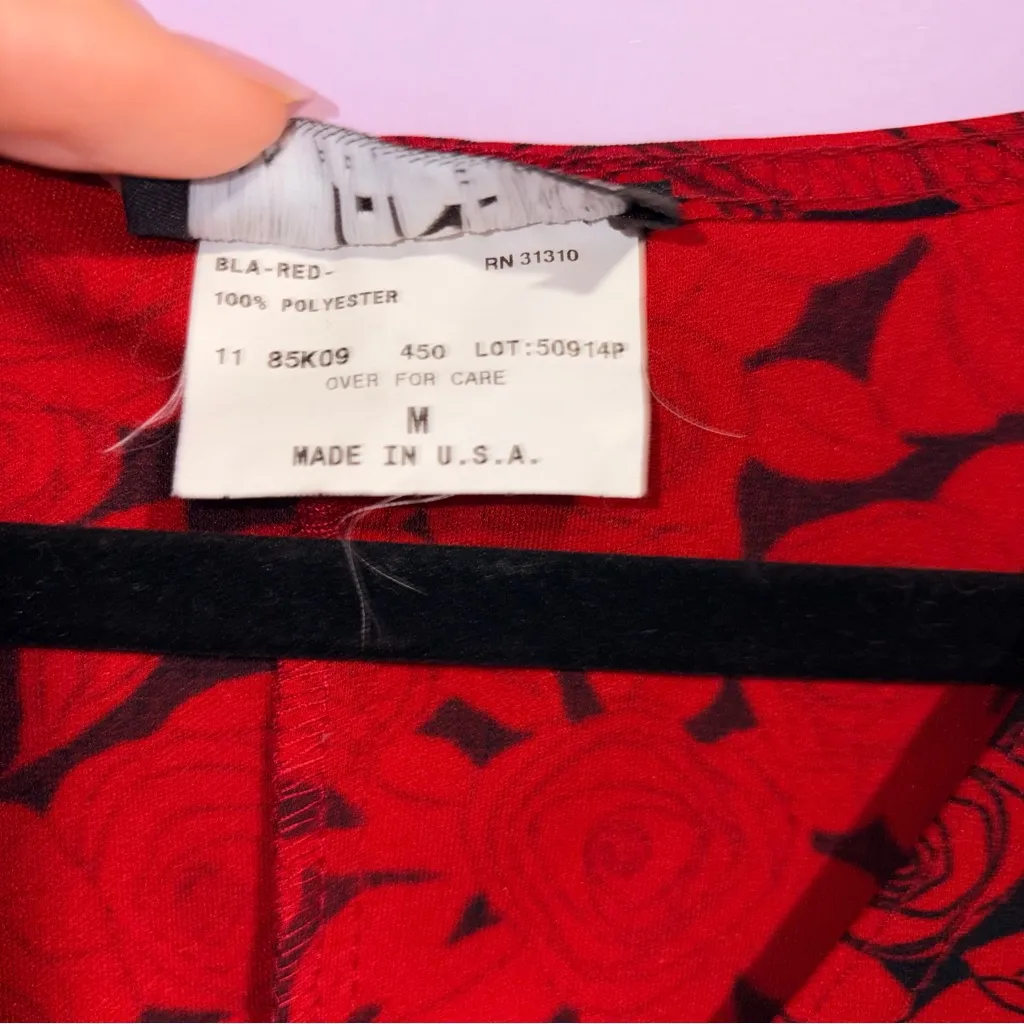 BLA-RED- RN 31310
100% POLYESTER
11 85K09 450 LOT:50914P
OVER FOR CARE
M
MADE IN U.S.A.